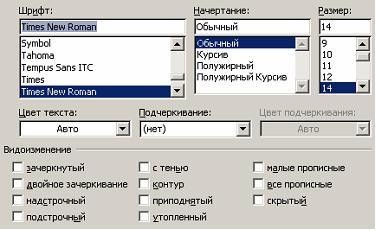 Шрифт: Начертание: Размер:
Times New Roman Обычный 14
Symbol Обычный 9
Tahoma Курсив 10
Tempus Sans ITC Полужирный 11
Times Полужирный Курсив 12
Times New Roman 14
Цвет текста: Подчеркивание: Цвет подчеркивания:
Авто (нет) Авто
Видоизменение
зачеркнутый с тенью малые прописные
двойное зачеркивание контур все прописные
надстрочный приподнятый скрытый
подстрочный утопленный